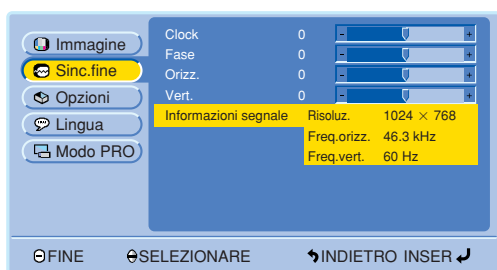 Immagine
Sinc.fine
Opzioni
Lingua
Modo PRO
Clock 0 - +
Fase 0 - +
Orizz. 0 - +
Vert. 0 - +
Informazioni segnale Risoluz. 1024 × 768
Freq.orizz. 46.3 kHz
Freq.vert. 60 Hz
FINE SELEZIONARE INDIETRO INSER